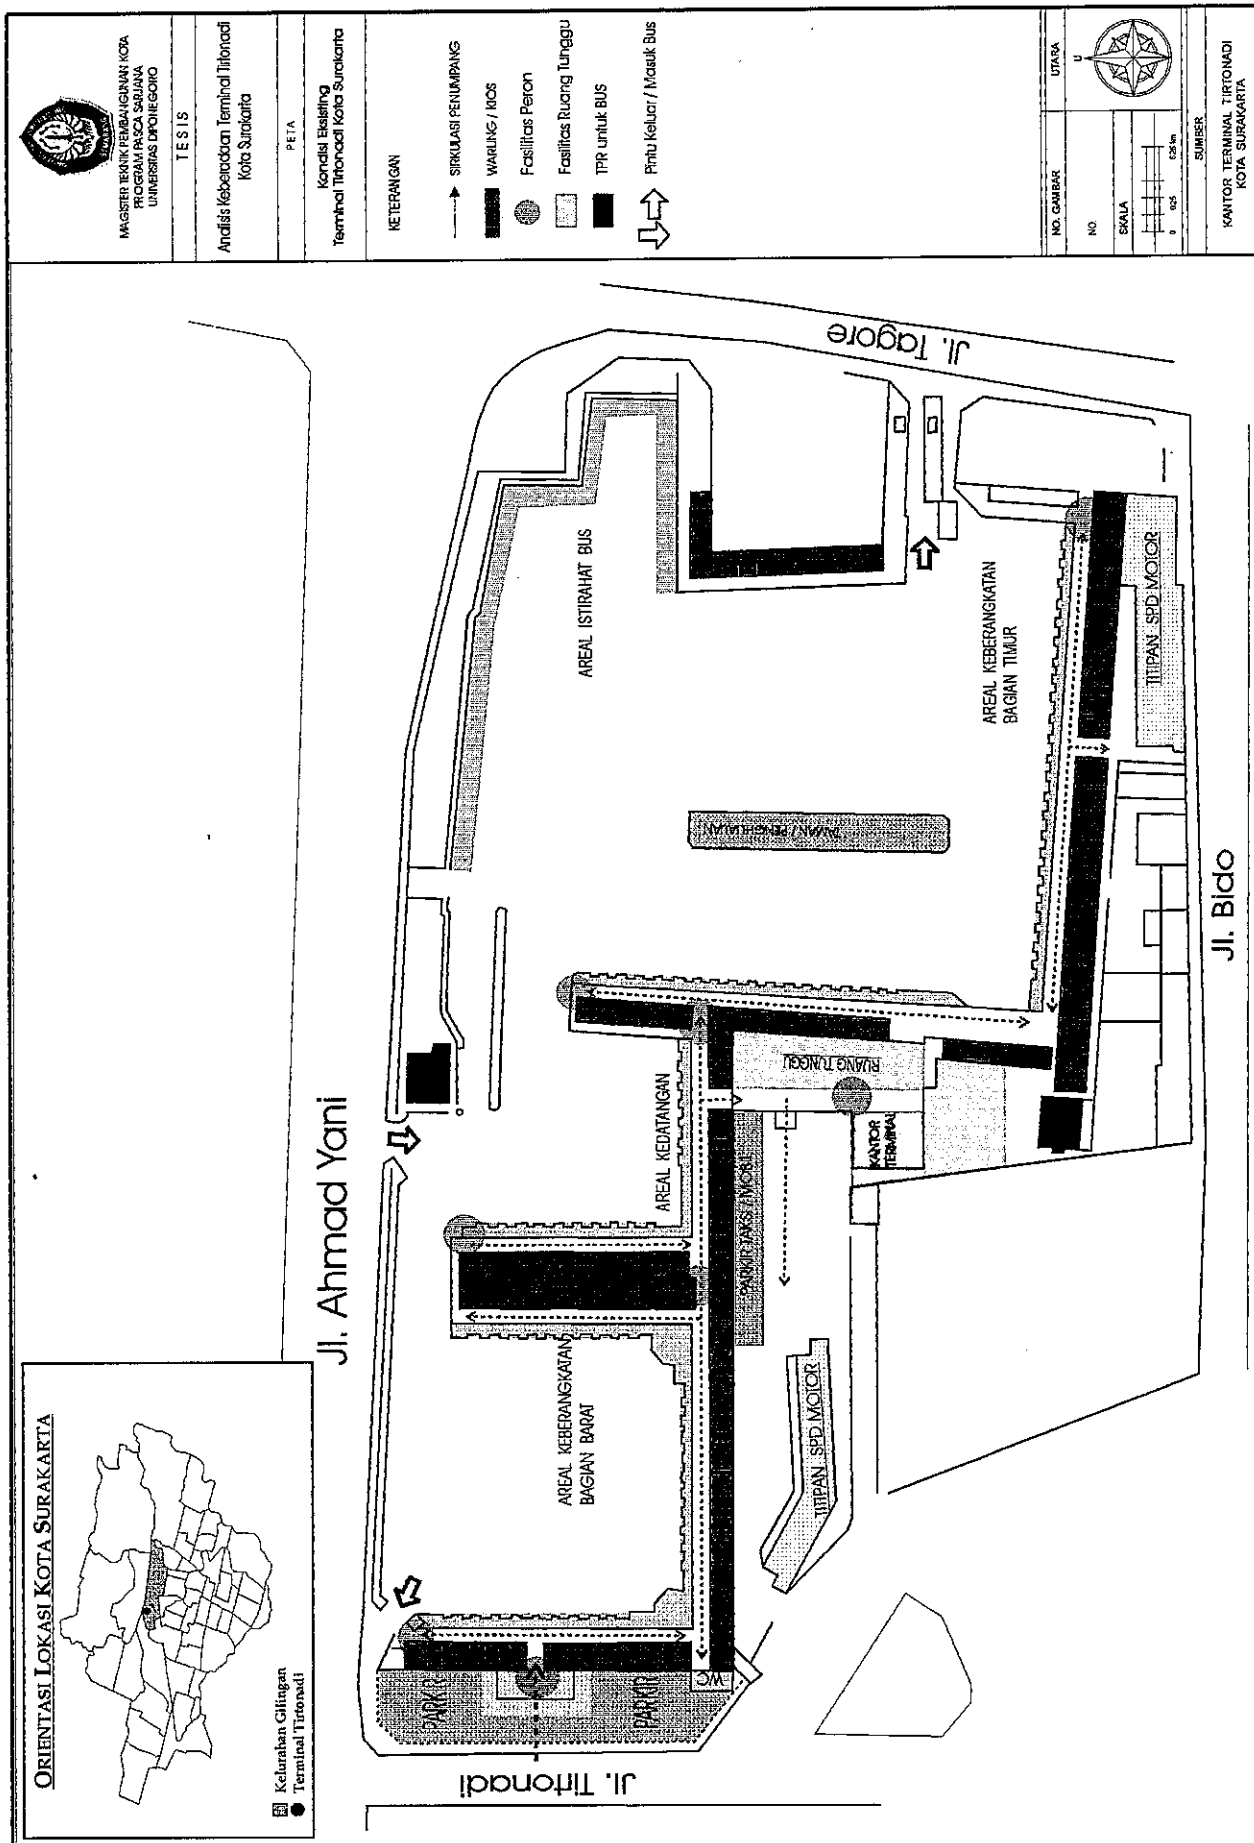 ORIENTASI LOKASI KOTA SURAKARTA
Kelurahan Gilingan
Terminal Tirtonadi
Jl. Ahmad Yani
Jl. Tirtonadi
Jl. Tagore
Jl. Bido
PARKIR
PARKIR
WC
AREAL KEBERANGKATAN
BAGIAN BARAT
AREAL KEDATANGAN
TITIPAN SPD.MOTOR
PARKIR TAKSI / MOBIL
KANTOR
TERMINAL
RUANG TUNGGU
TAMAN / PENGHIJAUAN
AREAL ISTIRAHAT BUS
AREAL KEBERANGKATAN
BAGIAN TIMUR
TITIPAN SPD.MOTOR
MAGISTER TEKNIK PEMBANGUNAN KOTA
PROGRAM PASCA SARJANA
UNIVERSITAS DIPONEGORO
TESIS
Analisis Keberadaan Terminal Tirtonadi
Kota Surakarta
PETA
Kondisi Eksisting
Terminal Tirtonadi Kota Surakarta
KETERANGAN
SIRKULASI PENUMPANG
WARUNG / KIOS
Fasilitas Peron
Fasilitas Ruang Tunggu
TPR untuk BUS
Pintu Keluar / Masuk Bus
NO. GAMBAR
UTARA
NO.
U
SKALA
0
SUMBER
KANTOR TERMINAL TIRTONADI
KOTA SURAKARTA